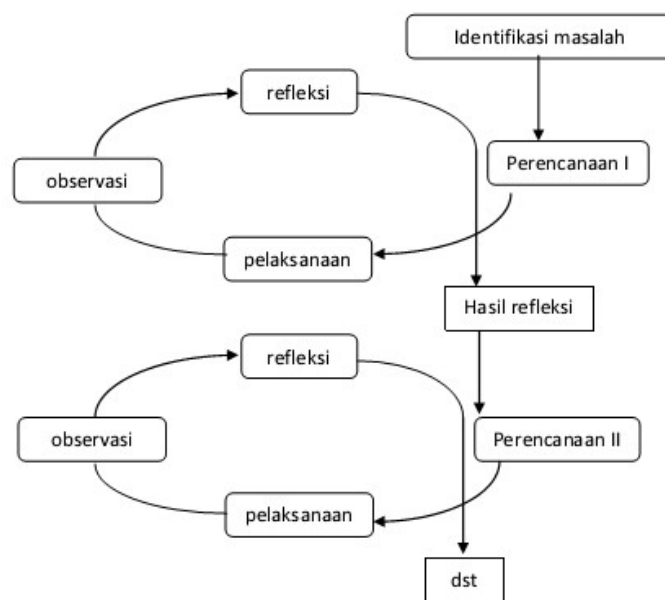 Identifikasi masalah
refleksi
Perencanaan I
observasi
pelaksanaan
Hasil refleksi
refleksi
observasi
Perencanaan II
pelaksanaan
dst